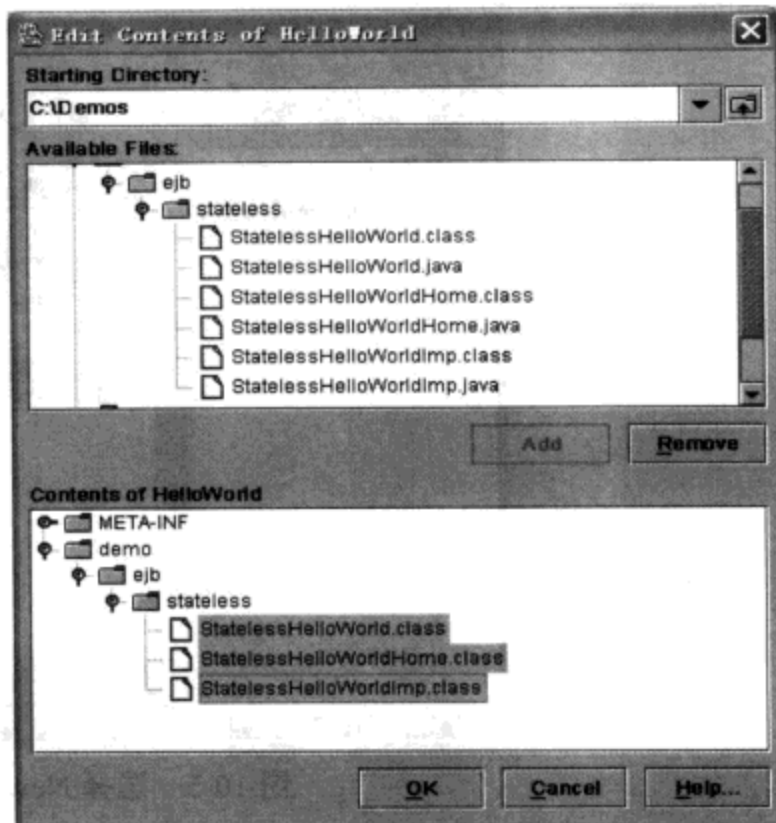 Edit Contents of HelloWorld
Starting Directory:
C:\Demos
Available Files:
ejb
stateless
StatelessHelloWorld.class
StatelessHelloWorld.java
StatelessHelloWorldHome.class
StatelessHelloWorldHome.java
StatelessHelloWorldImp.class
StatelessHelloWorldImp.java
Add
Remove
Contents of HelloWorld
META-INF
demo
ejb
stateless
StatelessHelloWorld.class
StatelessHelloWorldHome.class
StatelessHelloWorldImp.class
OK
Cancel
Help...